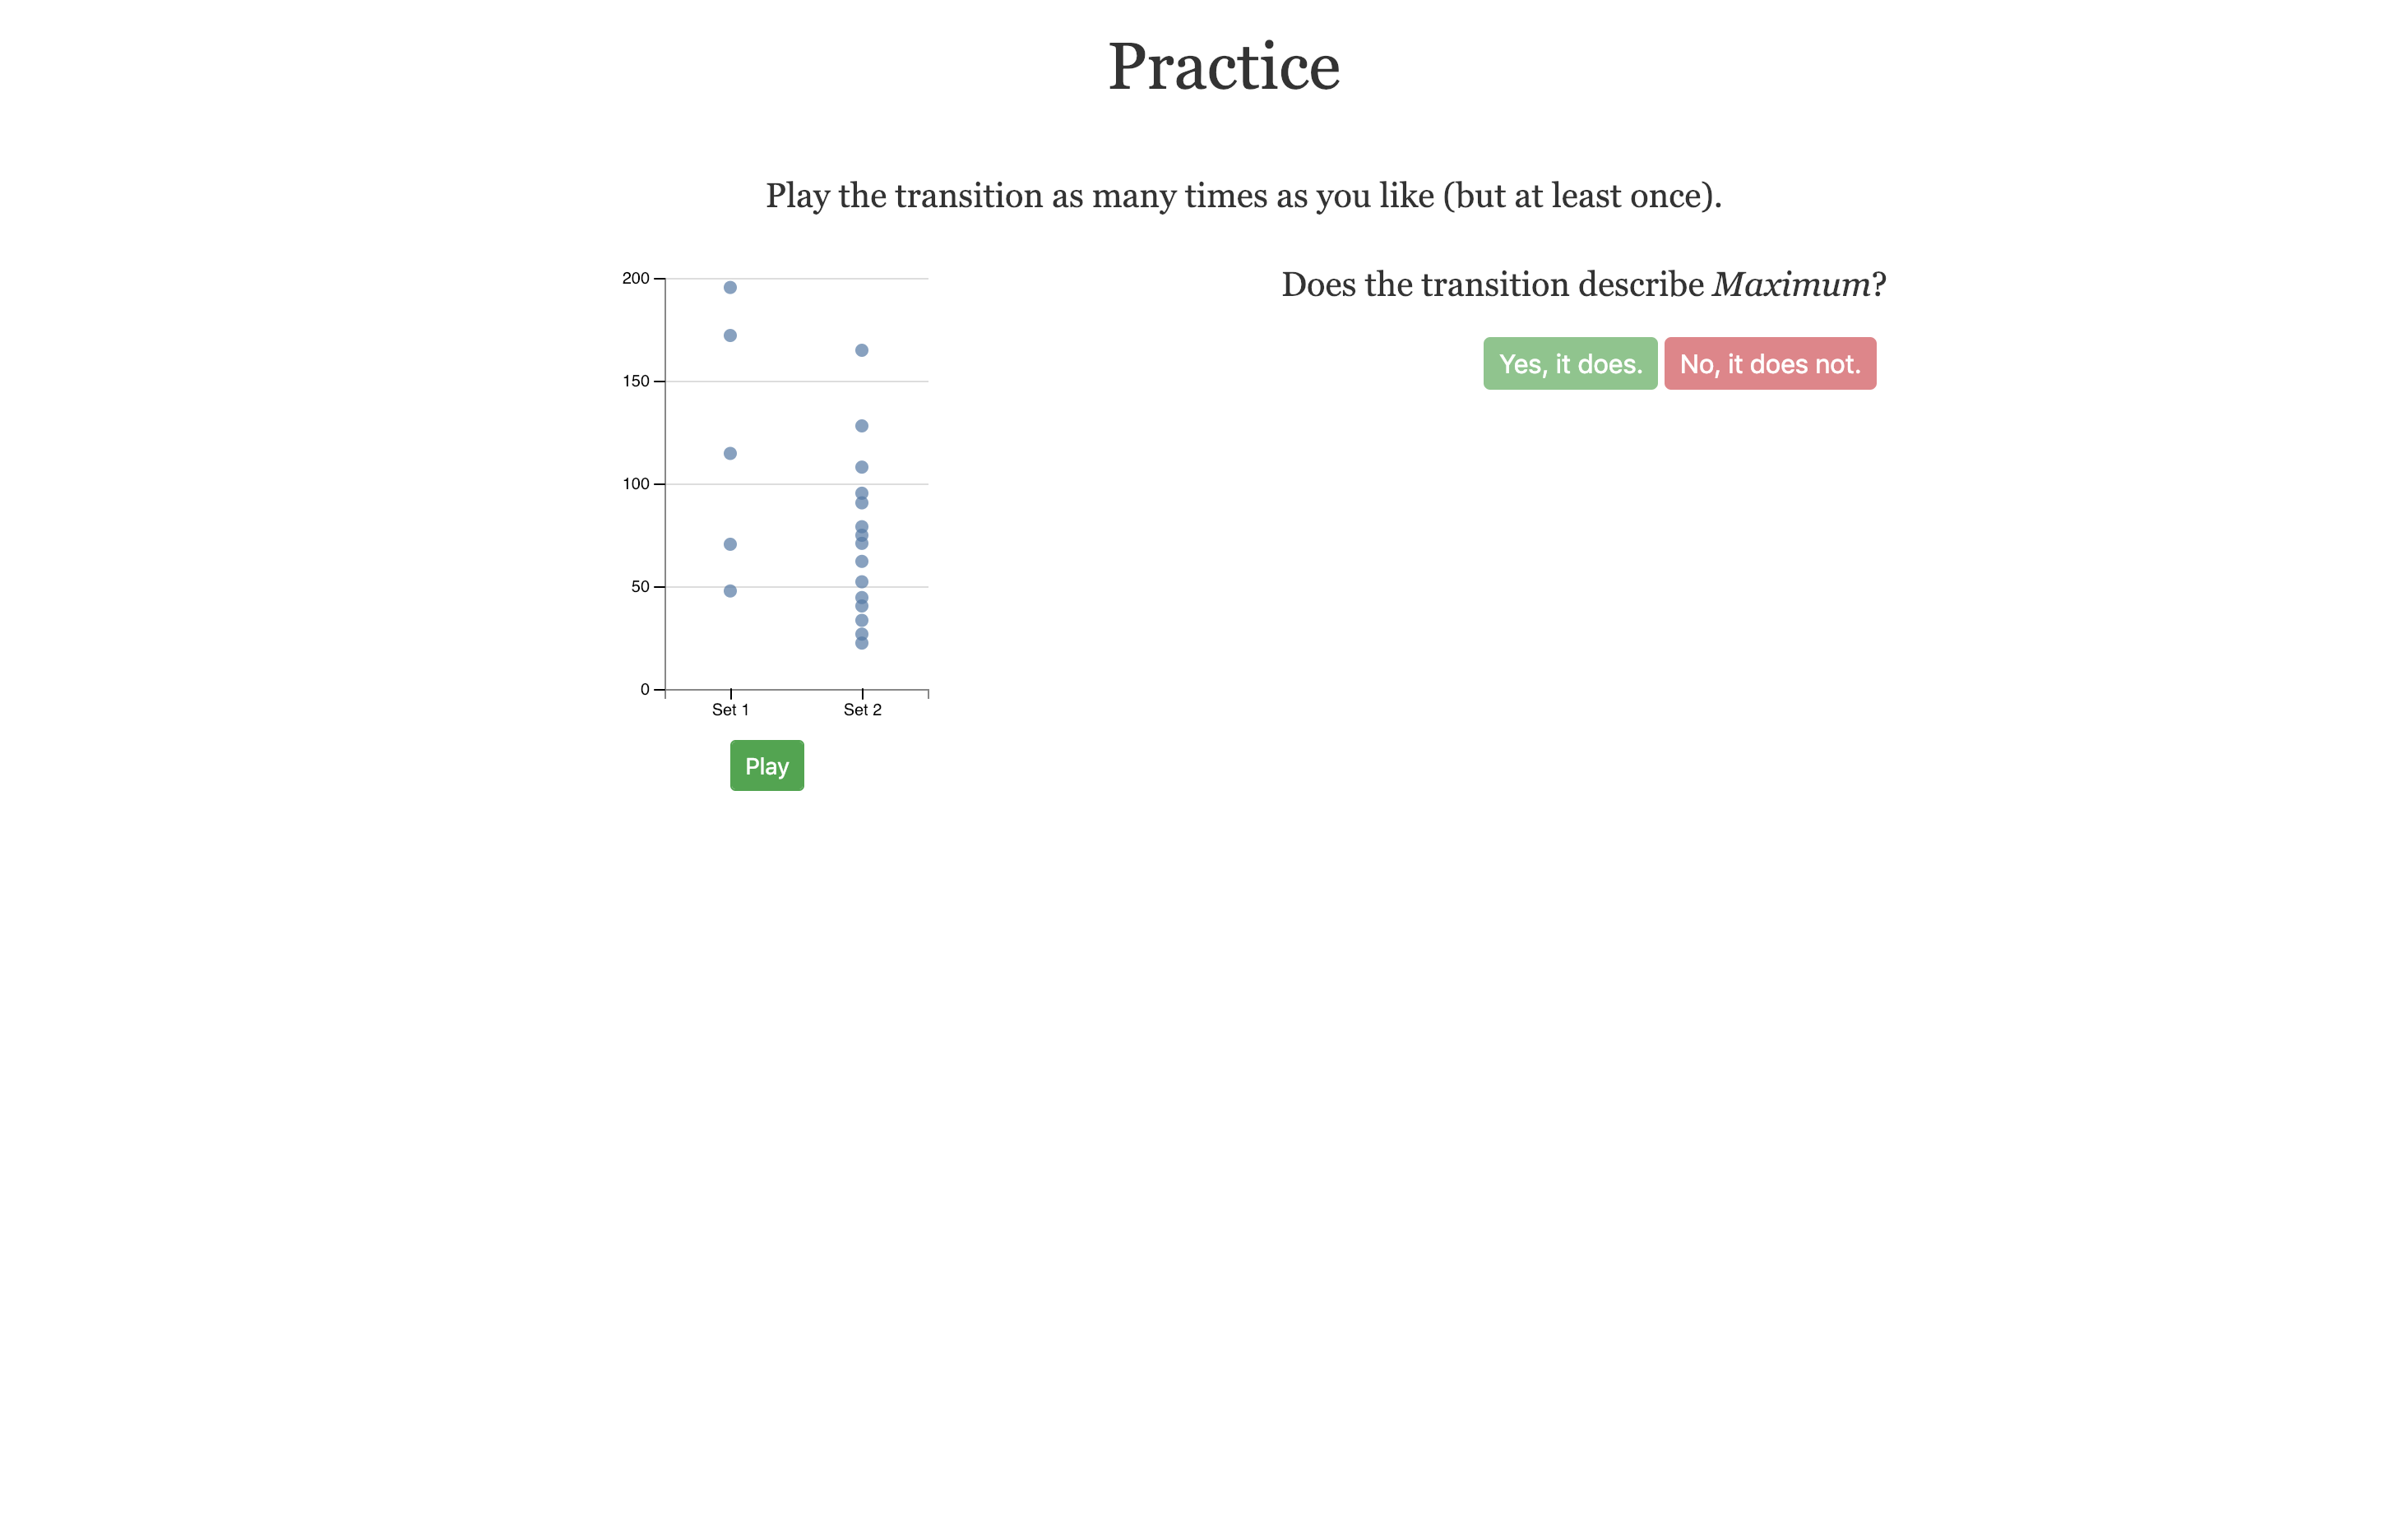 Practice
Play the transition as many times as you like (but at least once).
200
150
100
50
0
Set 1 Set 2
Play
Does the transition describe Maximum?
Yes, it does. No, it does not.